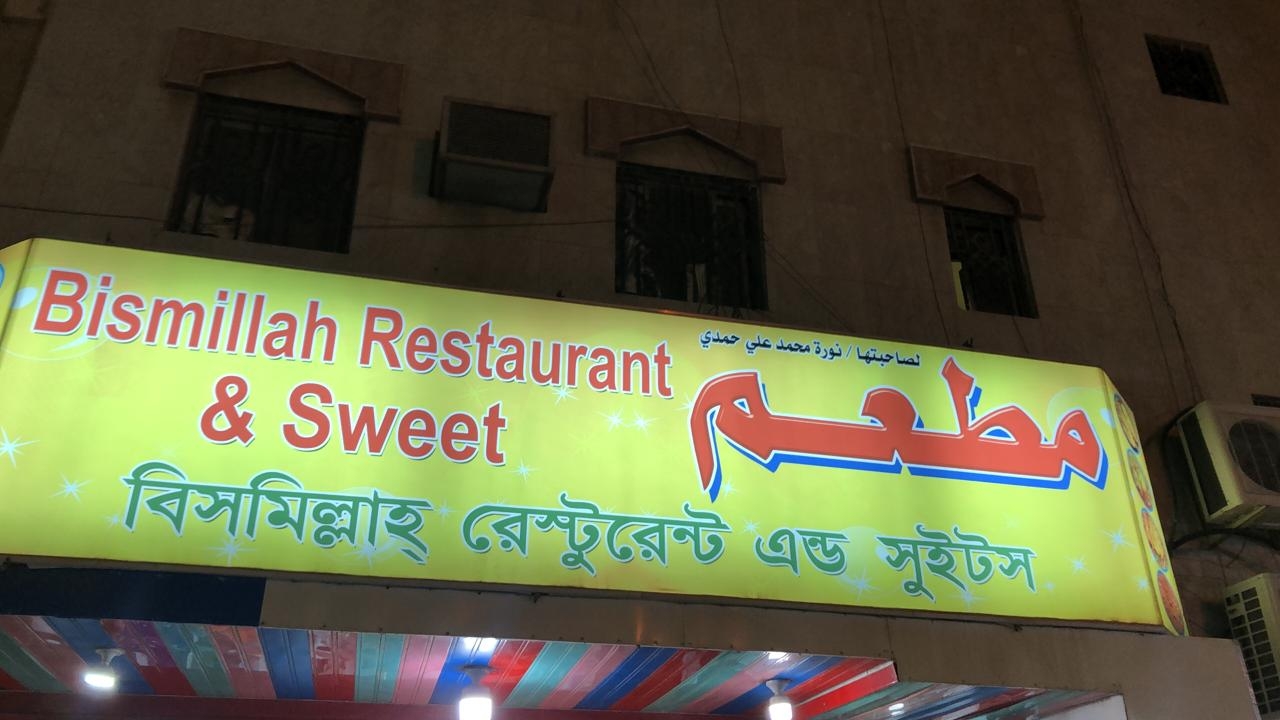 Bismillah Restaurant
& Sweet
لصاحبتها / نورة محمد علي حمدي
مطعم
বিসমিল্লাহ্ রেস্টুরেন্ট এন্ড সুইটস